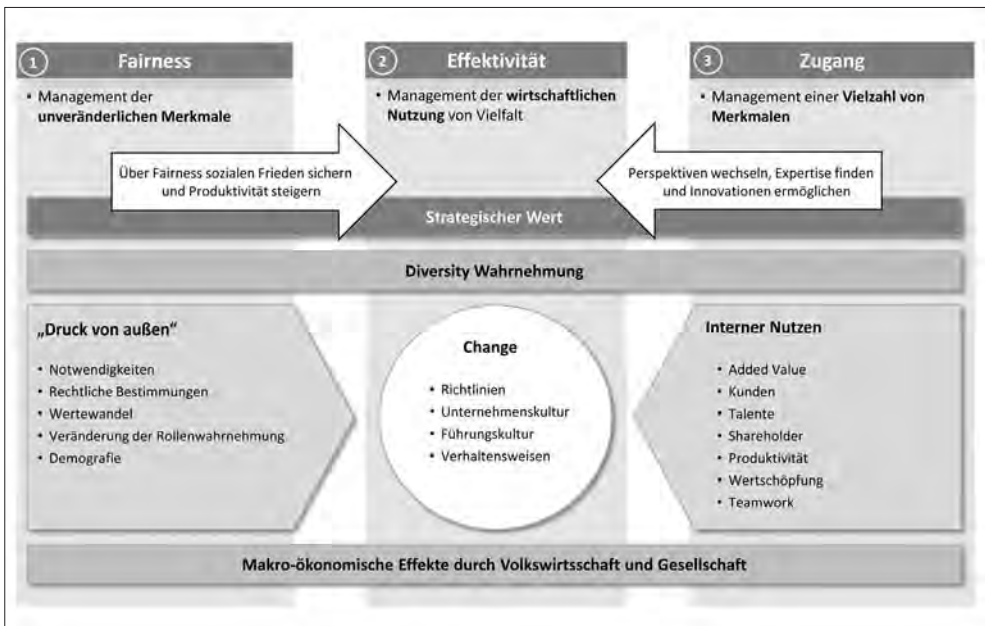 1 Fairness
• Management der
unveränderlichen Merkmale
2 Effektivität
• Management der wirtschaftlichen
Nutzung von Vielfalt
3 Zugang
• Management einer Vielzahl von
Merkmalen
Über Fairness sozialen Frieden sichern
und Produktivität steigern
Perspektiven wechseln, Expertise finden
und Innovationen ermöglichen
Strategischer Wert
Diversity Wahrnehmung
„Druck von außen“
• Notwendigkeiten
• Rechtliche Bestimmungen
• Wertewandel
• Veränderung der Rollenwahrnehmung
• Demografie
Change
• Richtlinien
• Unternehmenskultur
• Führungskultur
• Verhaltensweisen
Interner Nutzen
• Added Value
• Kunden
• Talente
• Shareholder
• Produktivität
• Wertschöpfung
• Teamwork
Makro-ökonomische Effekte durch Volkswirtsschaft und Gesellschaft